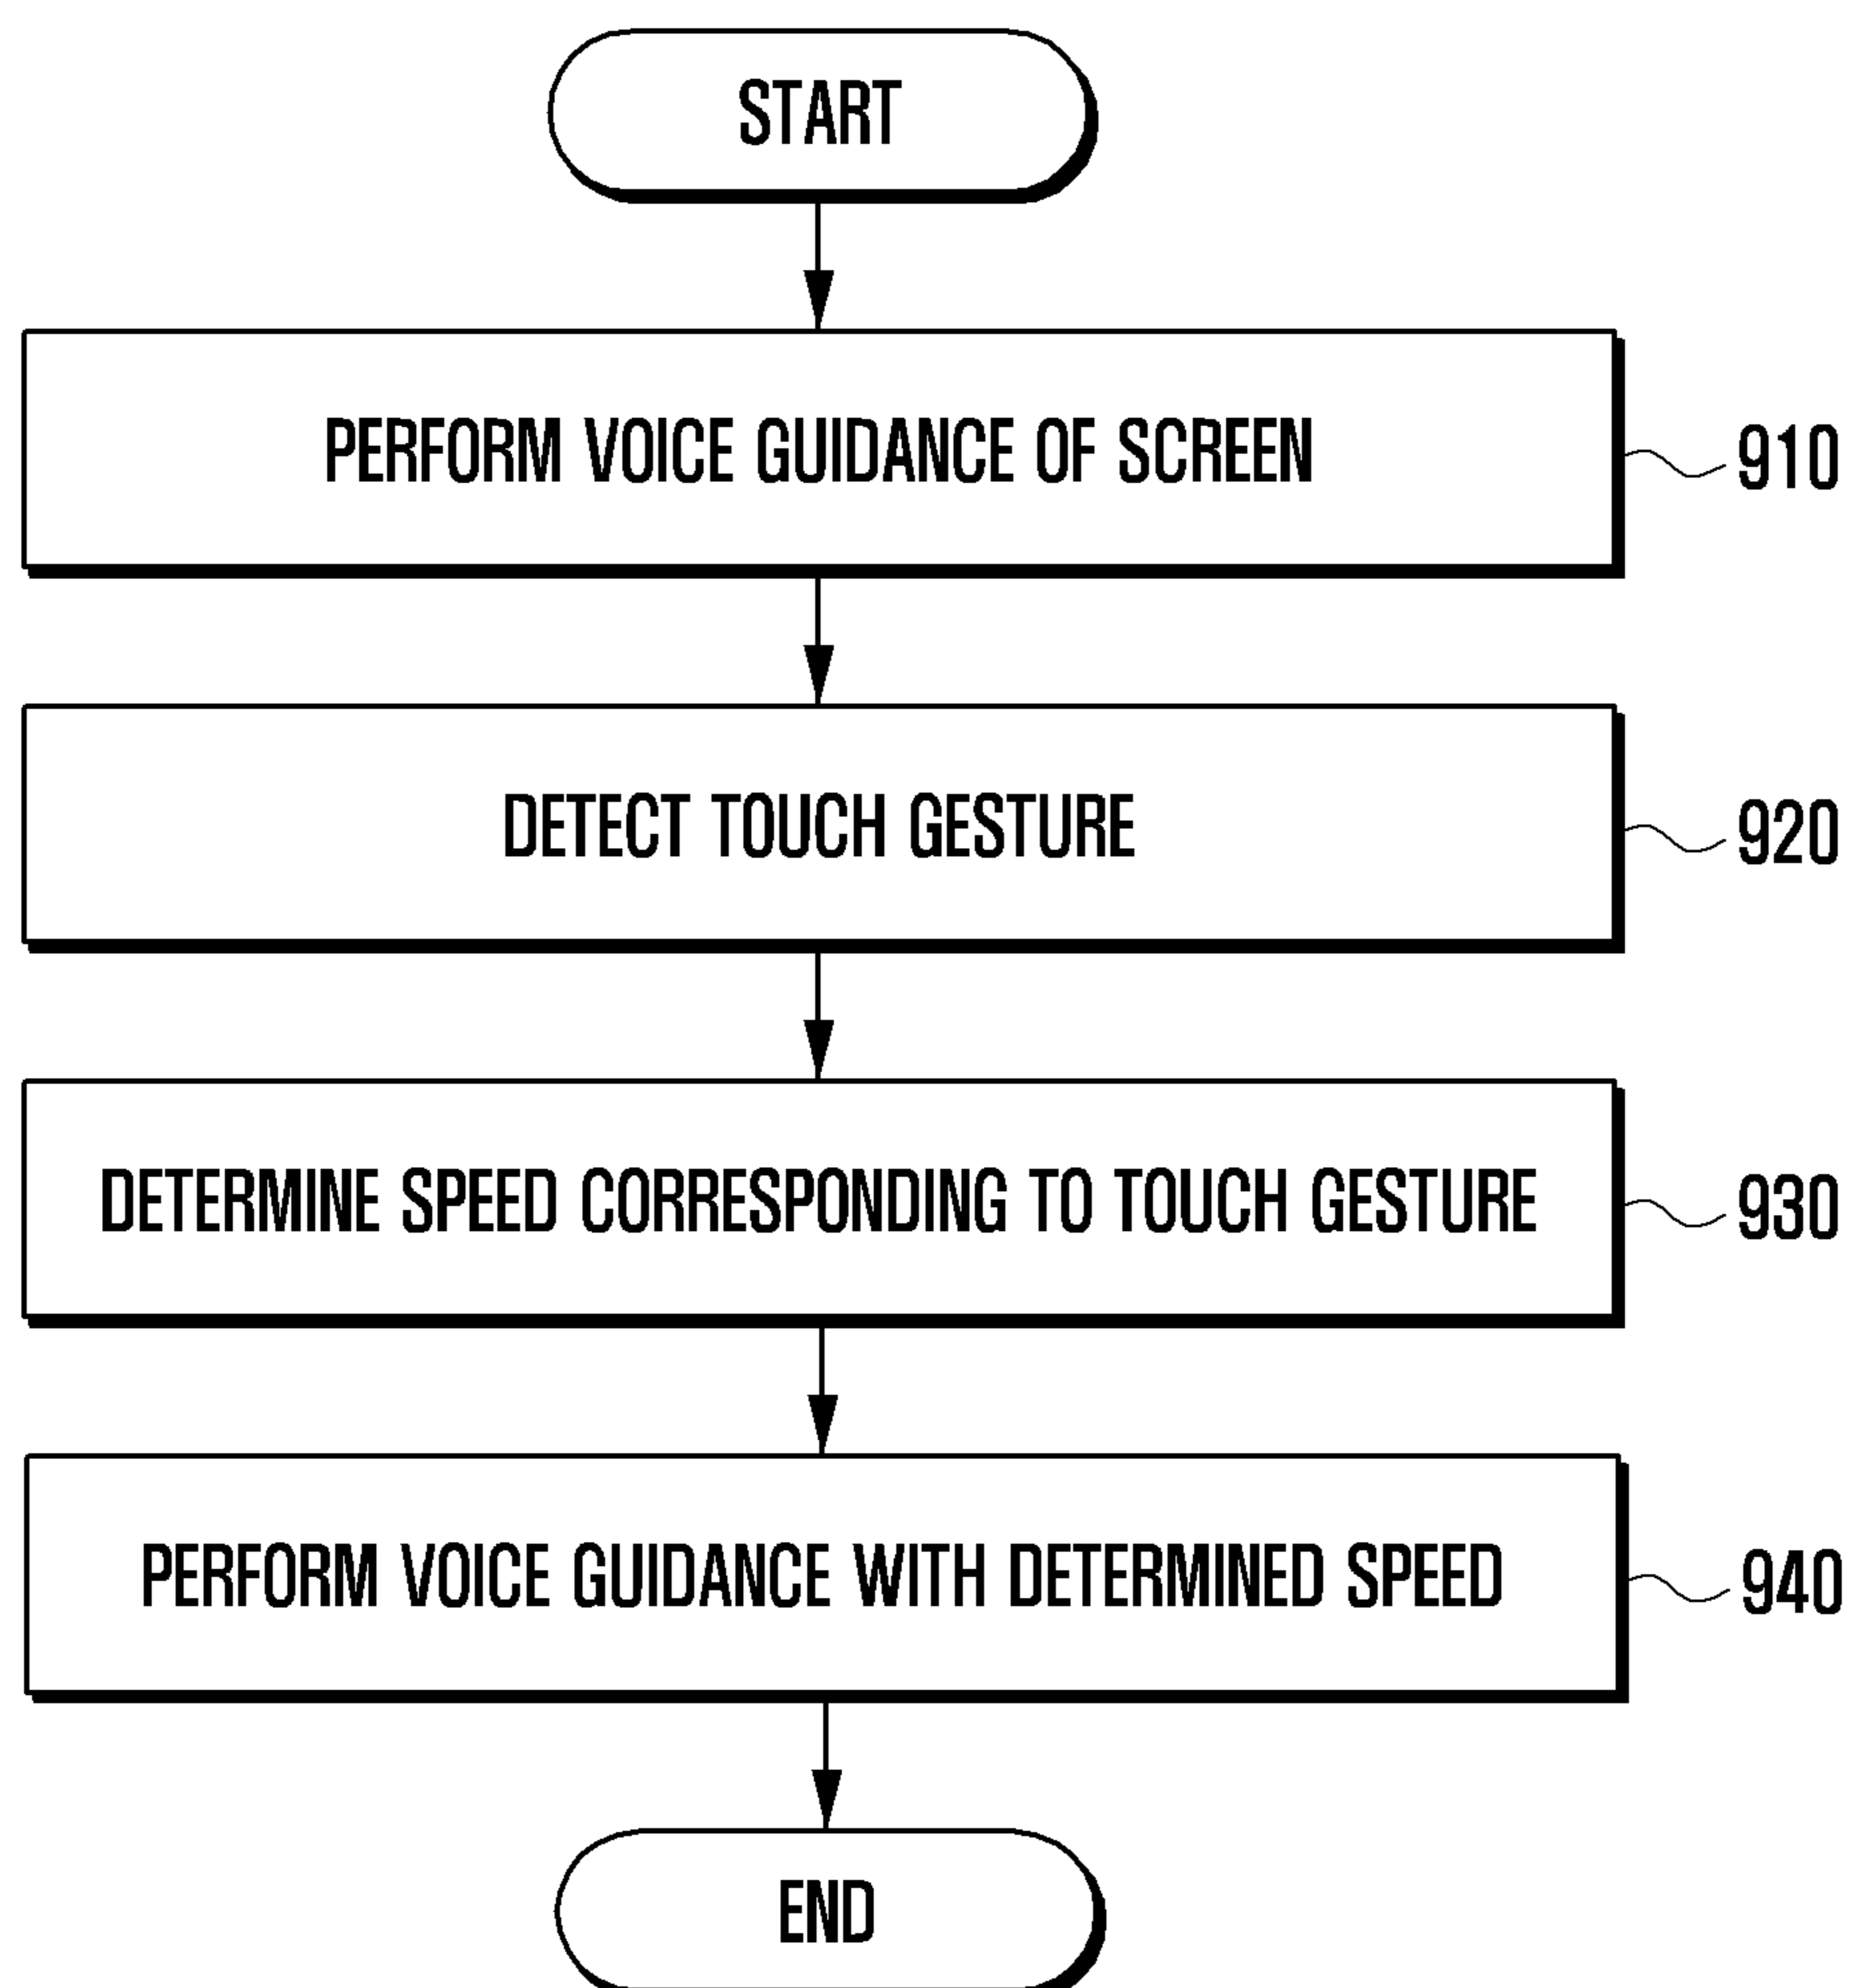 START
PERFORM VOICE GUIDANCE OF SCREEN
910
DETECT TOUCH GESTURE
920
DETERMINE SPEED CORRESPONDING TO TOUCH GESTURE
930
PERFORM VOICE GUIDANCE WITH DETERMINED SPEED
940
END